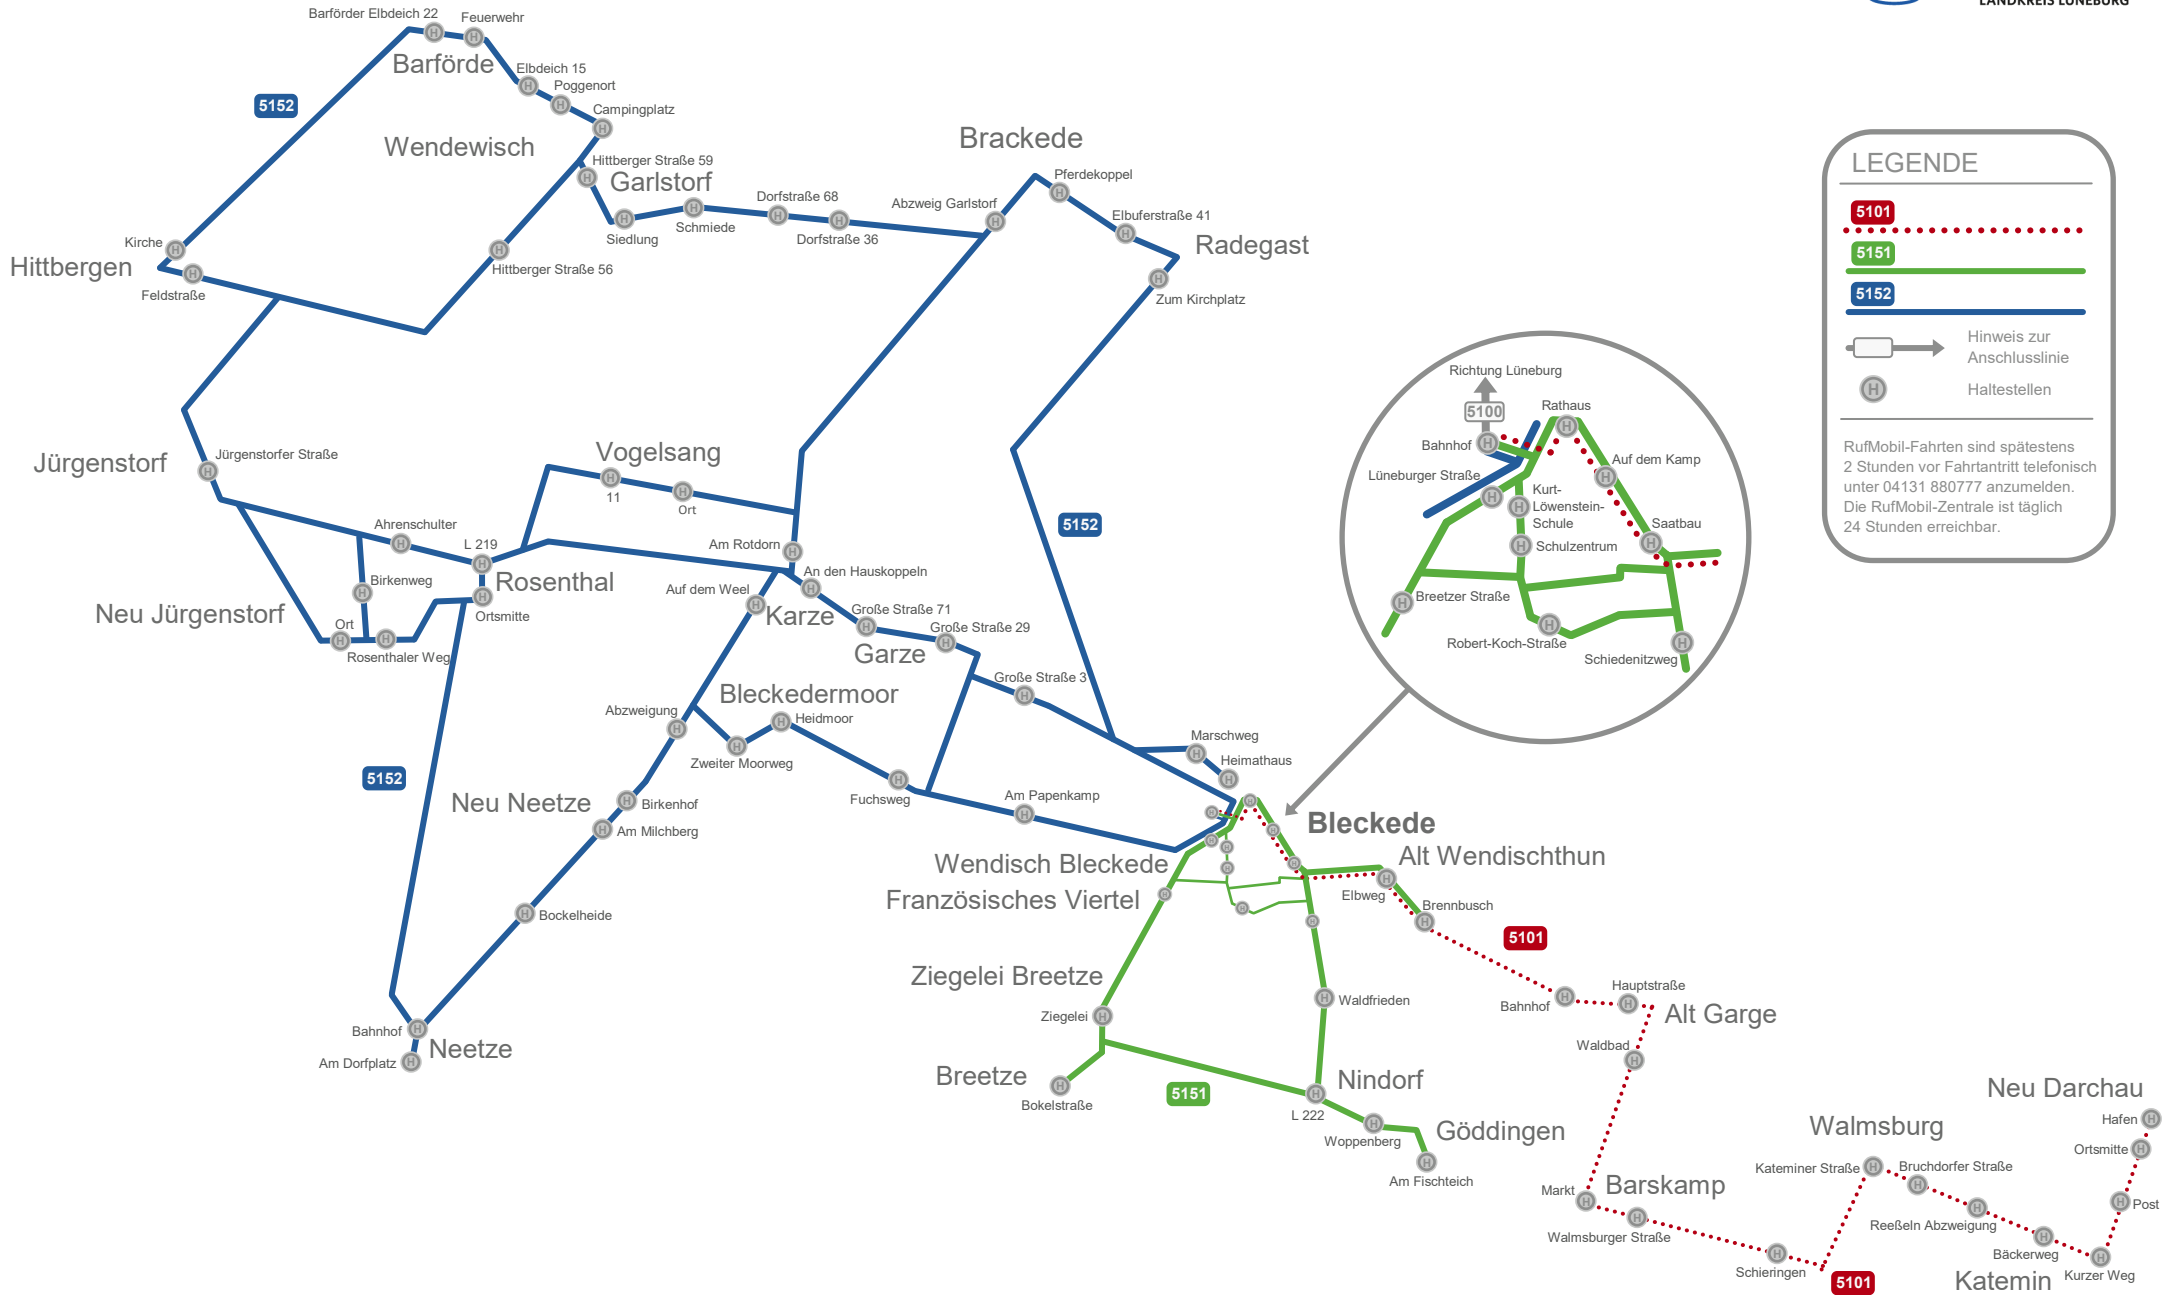 LANDKREIS LÜNEBURG
Barförder Elbdeich 22
Feuerwehr
Barförde
Elbdeich 15
Poggenort
Campingplatz
5152
Wendewisch
Hittberger Straße 59
Garlstorf
Siedlung
Schmiede
Dorfstraße 68
Dorfstraße 36
Abzweig Garlstorf
Brackede
Pferdekoppel
Elbuferstraße 41
Radegast
Zum Kirchplatz
Kirche
Hittbergen
Feldstraße
Hittberger Straße 56
LEGENDE
5101
5151
5152
Hinweis zur
Anschlusslinie
H
Haltestellen
RufMobil-Fahrten sind spätestens
2 Stunden vor Fahrtantritt telefonisch
unter 04131 880777 anzumelden.
Die RufMobil-Zentrale ist täglich
24 Stunden erreichbar.
Richtung Lüneburg
5100
Rathaus
Bahnhof
Lüneburger Straße
Auf dem Kamp
Kurt-
Löwenstein-
Schule
Saatbau
Schulzentrum
Breetzer Straße
Robert-Koch-Straße
Schiedenitzweg
Jürgenstorf
Jürgenstorfer Straße
Vogelsang
11
Ort
Ahrenschulter
L 219
Am Rotdorn
5152
Birkenweg
Rosenthal
Neu Jürgenstorf
Ort
Ortsmitte
Rosenthaler Weg
An den Hauskoppeln
Auf dem Weel
Karze
Große Straße 71
Große Straße 29
Garze
Große Straße 3
Bleckedermoor
Abzweigung
Heidmoor
Zweiter Moorweg
5152
Neu Neetze
Birkenhof
Am Milchberg
Fuchsweg
Am Papenkamp
Marschweg
Heimathaus
Bleckede
Wendisch Bleckede
Alt Wendischthun
Französisches Viertel
Elbweg
Brennbusch
Bockelheide
5101
Ziegelei Breetze
Ziegelei
Waldfrieden
Bahnhof
Hauptstraße
Alt Garge
Waldbad
Bahnhof
Neetze
Am Dorfplatz
Breetze
Bokelstraße
5151
Nindorf
L 222
Woppenberg
Göddingen
Am Fischteich
Neu Darchau
Hafen
Ortsmitte
Post
Walmsburg
Kateminer Straße
Bruchdorfer Straße
Reeßeln Abzweigung
Bäckerweg
Kurzer Weg
Katemin
Markt
Barskamp
Walmsburger Straße
Schieringen
5101